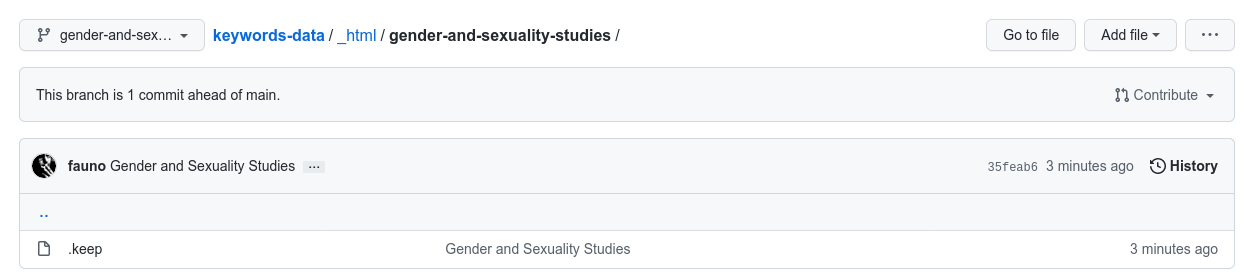 gender-and-sex... keywords-data / _html / gender-and-sexuality-studies / Go to file Add file ...
This branch is 1 commit ahead of main. Contribute
fauno Gender and Sexuality Studies ... 35feab6 3 minutes ago History
..
.keep Gender and Sexuality Studies 3 minutes ago